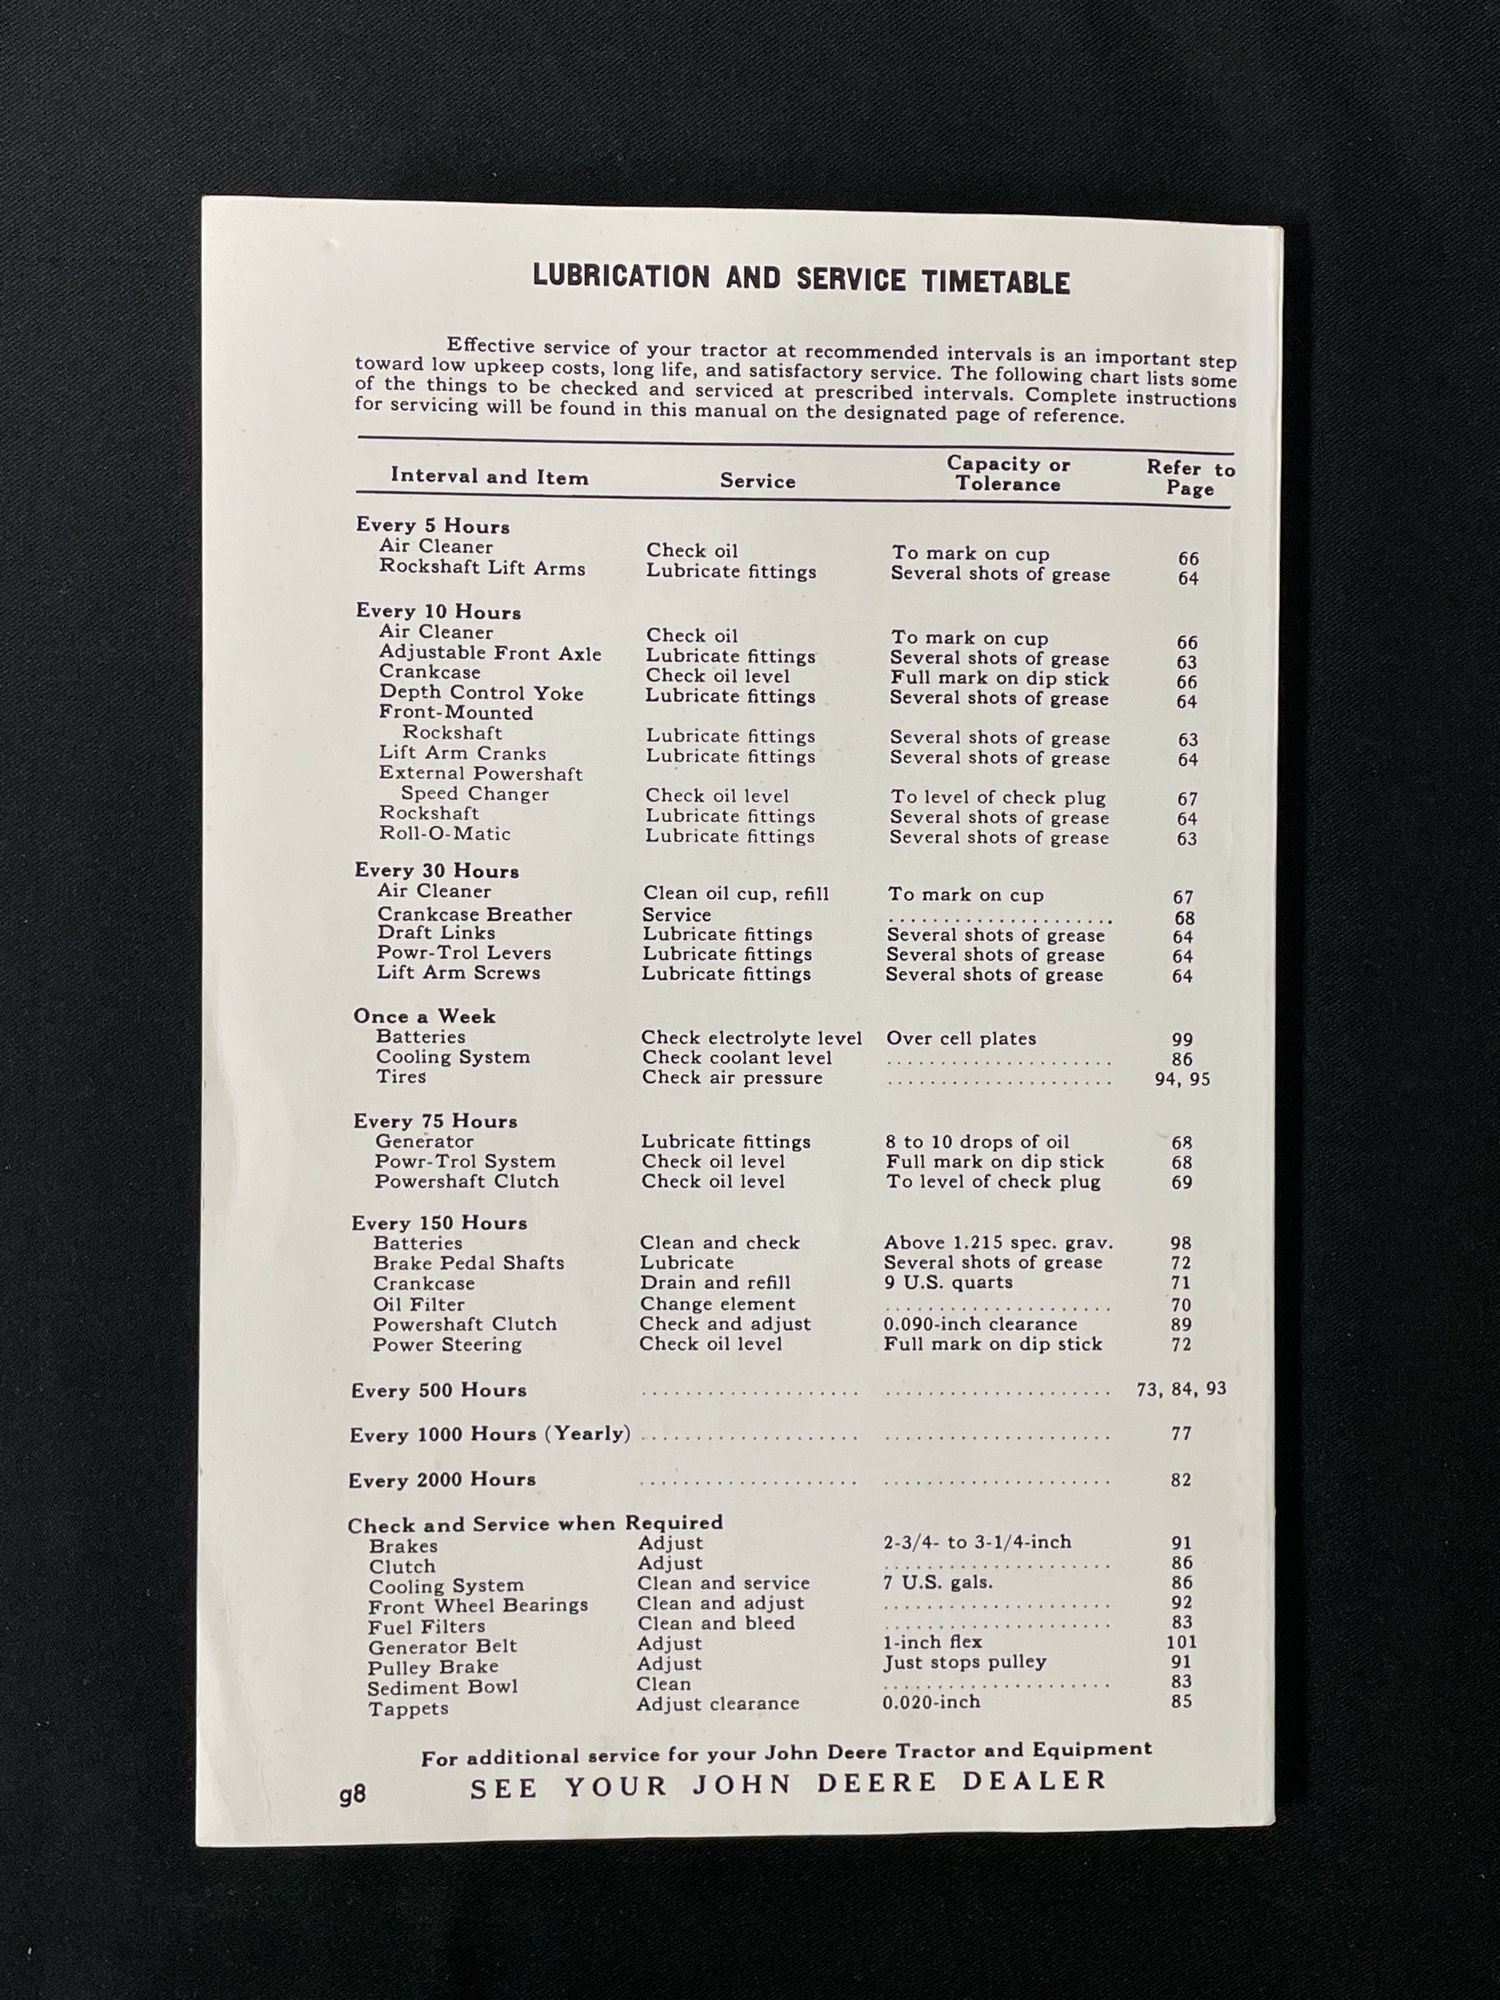 LUBRICATION AND SERVICE TIMETABLE
Effective service of your tractor at recommended intervals is an important step
toward low upkeep costs, long life, and satisfactory service. The following chart lists some
of the things to be checked and serviced at prescribed intervals. Complete instructions
for servicing will be found in this manual on the designated page of reference.
Interval and Item Service Capacity or Tolerance Refer to Page
Every 5 Hours
Air Cleaner Check oil To mark on cup 66
Rockshaft Lift Arms Lubricate fittings Several shots of grease 64
Every 10 Hours
Air Cleaner Check oil To mark on cup 66
Adjustable Front Axle Lubricate fittings Several shots of grease 63
Crankcase Check oil level Full mark on dip stick 66
Depth Control Yoke Lubricate fittings Several shots of grease 64
Front-Mounted
Rockshaft Lubricate fittings Several shots of grease 63
Lift Arm Cranks Lubricate fittings Several shots of grease 64
External Powershaft
Speed Changer Check oil level To level of check plug 67
Rockshaft Lubricate fittings Several shots of grease 64
Roll-O-Matic Lubricate fittings Several shots of grease 63
Every 30 Hours
Air Cleaner Clean oil cup, refill To mark on cup 67
Crankcase Breather Service ..................... 68
Draft Links Lubricate fittings Several shots of grease 64
Powr-Trol Levers Lubricate fittings Several shots of grease 64
Lift Arm Screws Lubricate fittings Several shots of grease 64
Once a Week
Batteries Check electrolyte level Over cell plates 99
Cooling System Check coolant level ..................... 86
Tires Check air pressure ..................... 94, 95
Every 75 Hours
Generator Lubricate fittings 8 to 10 drops of oil 68
Powr-Trol System Check oil level Full mark on dip stick 68
Powershaft Clutch Check oil level To level of check plug 69
Every 150 Hours
Batteries Clean and check Above 1.215 spec. grav. 98
Brake Pedal Shafts Lubricate Several shots of grease 72
Crankcase Drain and refill 9 U.S. quarts 71
Oil Filter Change element ..................... 70
Powershaft Clutch Check and adjust 0.090-inch clearance 89
Power Steering Check oil level Full mark on dip stick 72
Every 500 Hours .................... ..................... 73, 84, 93
Every 1000 Hours (Yearly) .................... ..................... 77
Every 2000 Hours .................... ..................... 82
Check and Service when Required
Brakes Adjust 2-3/4- to 3-1/4-inch 91
Clutch Adjust ..................... 86
Cooling System Clean and service 7 U.S. gals. 86
Front Wheel Bearings Clean and adjust ..................... 92
Fuel Filters Clean and bleed ..................... 83
Generator Belt Adjust 1-inch flex 101
Pulley Brake Adjust Just stops pulley 91
Sediment Bowl Clean ..................... 83
Tappets Adjust clearance 0.020-inch 85
For additional service for your John Deere Tractor and Equipment
g8 SEE YOUR JOHN DEERE DEALER